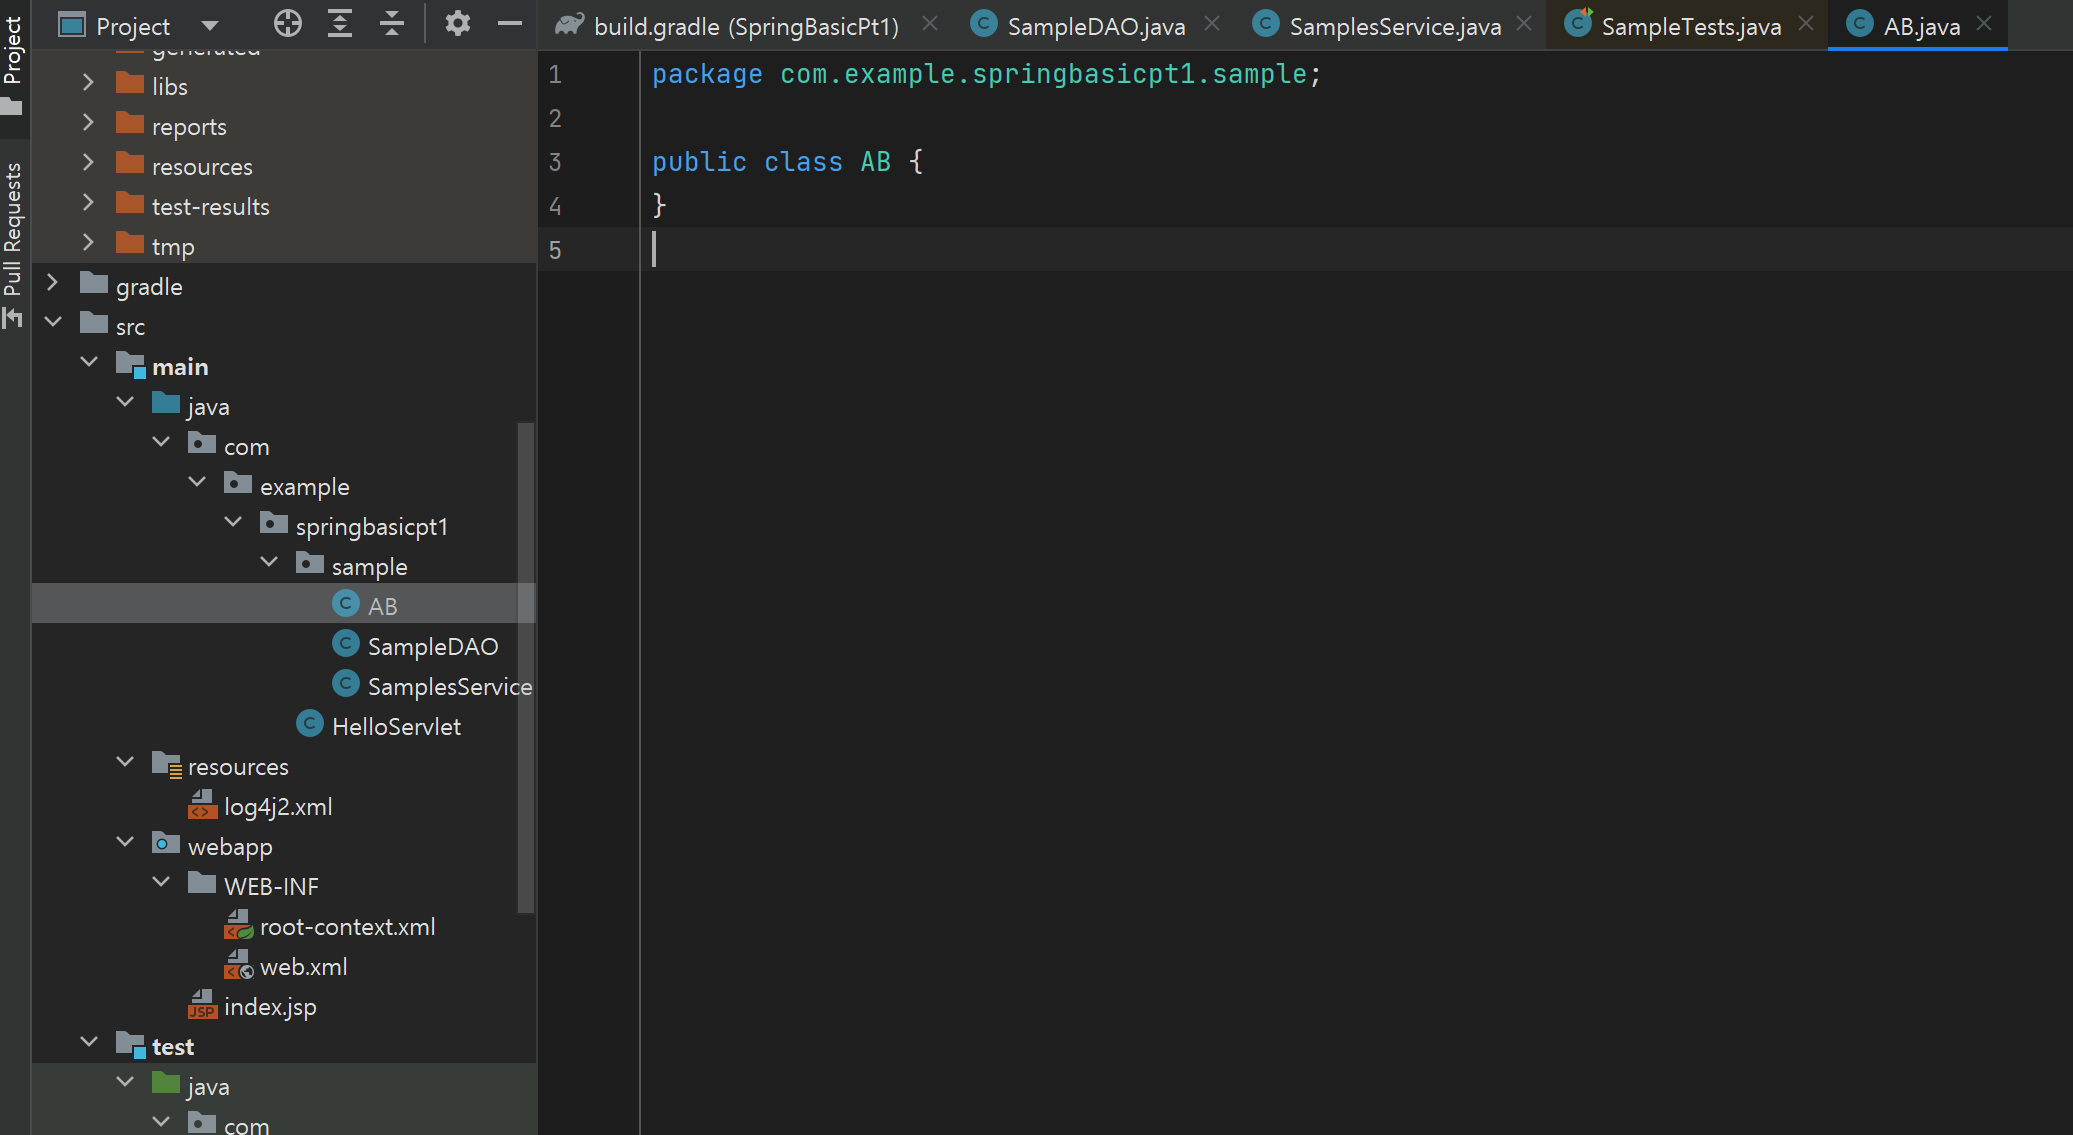 Project
build.gradle (SpringBasicPt1)
SampleDAO.java
SamplesService.java
SampleTests.java
AB.java
Project
Pull Requests
generated
libs
reports
resources
test-results
tmp
gradle
src
main
java
com
example
springbasicpt1
sample
AB
SampleDAO
SamplesService
HelloServlet
resources
log4j2.xml
webapp
WEB-INF
root-context.xml
web.xml
index.jsp
test
java
com
1 package com.example.springbasicpt1.sample;
2
3 public class AB {
4 }
5